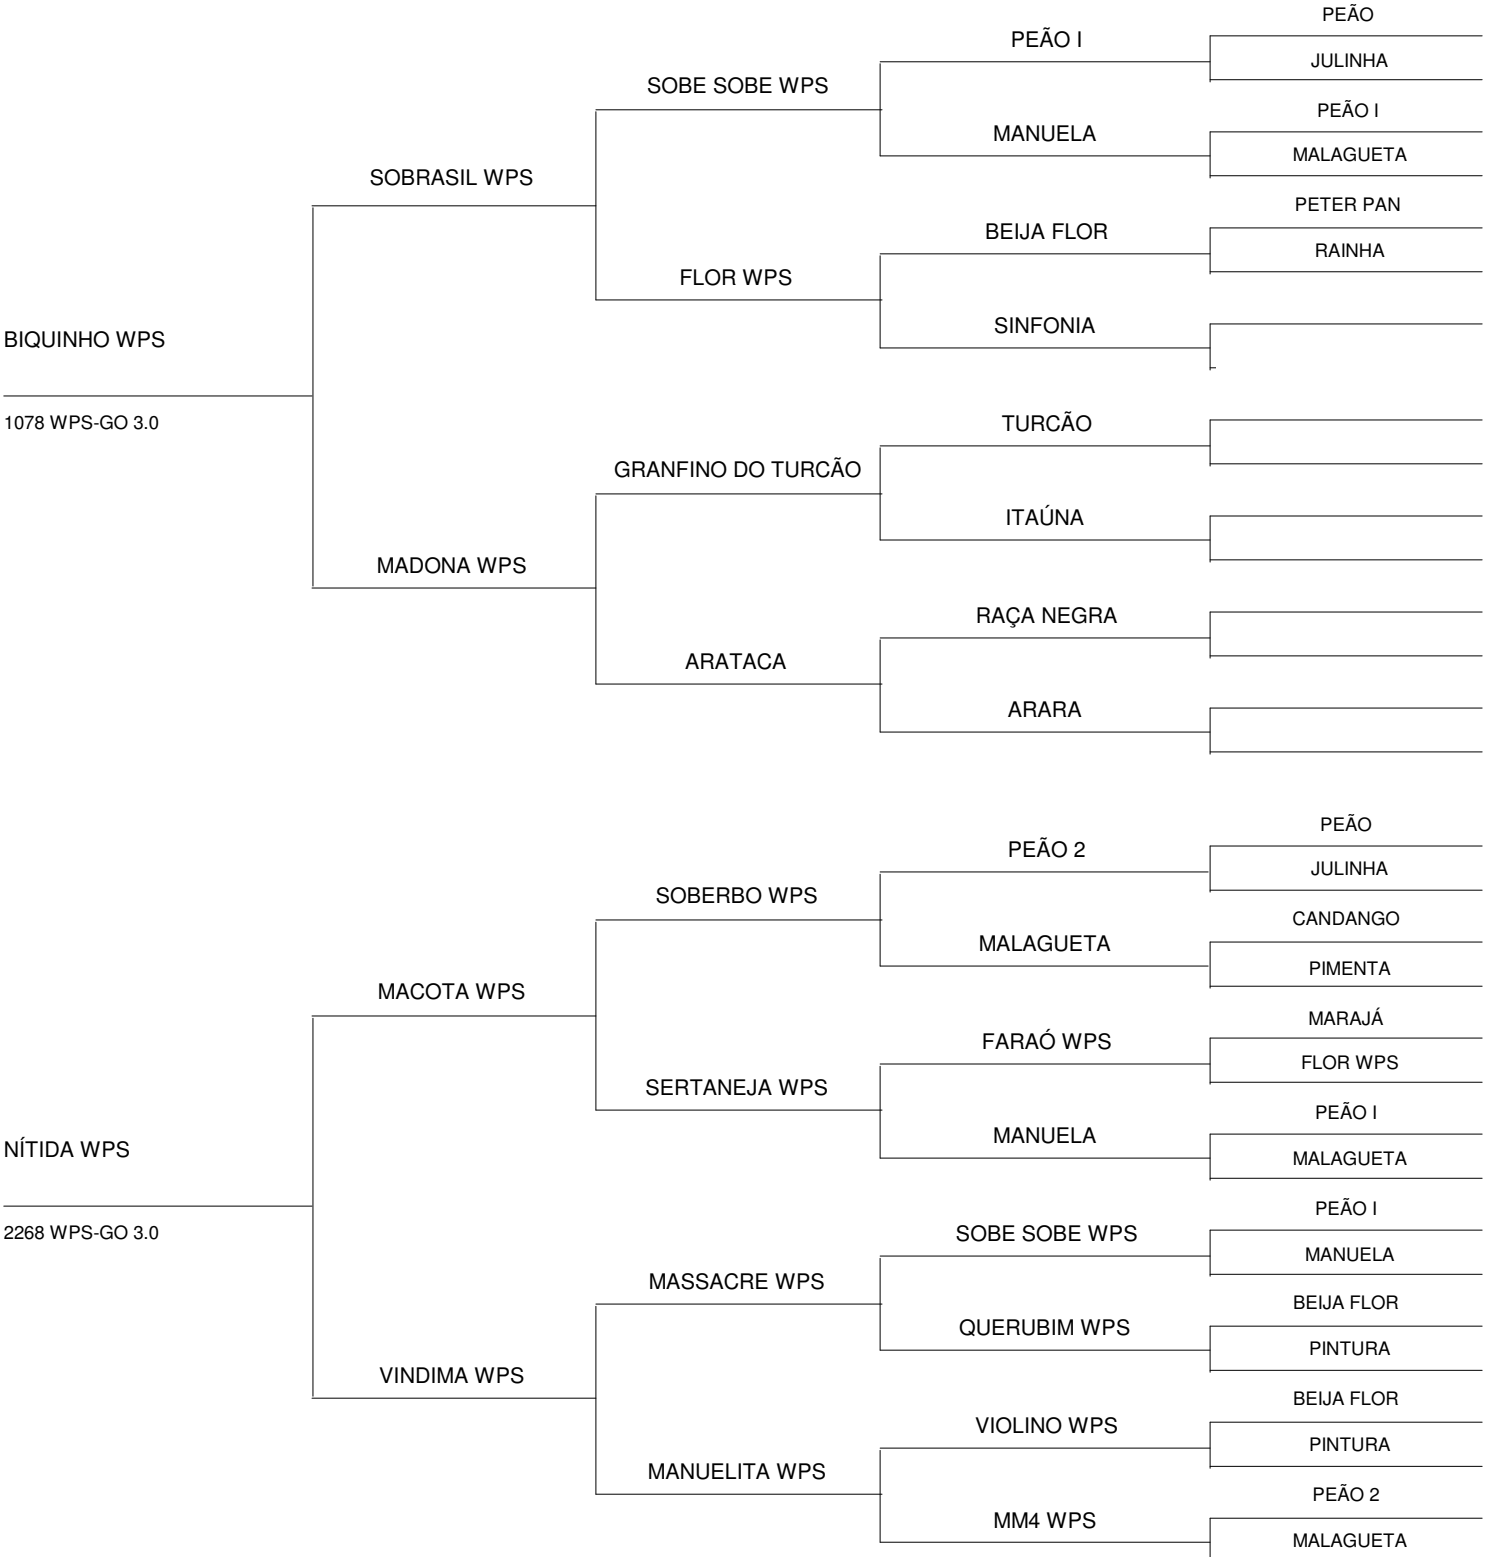 PEÃO
PEÃO I
JULINHA
SOBE SOBE WPS
PEÃO I
MANUELA
MALAGUETA
SOBRASIL WPS
PETER PAN
BEIJA FLOR
RAINHA
FLOR WPS
SINFONIA
BIQUINHO WPS
1078 WPS-GO 3.0
TURCÃO
GRANFINO DO TURCÃO
ITAÚNA
MADONA WPS
RAÇA NEGRA
ARATACA
ARARA
PEÃO
PEÃO 2
JULINHA
SOBERBO WPS
CANDANGO
MALAGUETA
PIMENTA
MACOTA WPS
MARAJÁ
FARAÓ WPS
FLOR WPS
SERTANEJA WPS
PEÃO I
MANUELA
MALAGUETA
NÍTIDA WPS
2268 WPS-GO 3.0
PEÃO I
SOBE SOBE WPS
MANUELA
MASSACRE WPS
BEIJA FLOR
QUERUBIM WPS
PINTURA
VINDIMA WPS
BEIJA FLOR
VIOLINO WPS
PINTURA
MANUELITA WPS
PEÃO 2
MM4 WPS
MALAGUETA